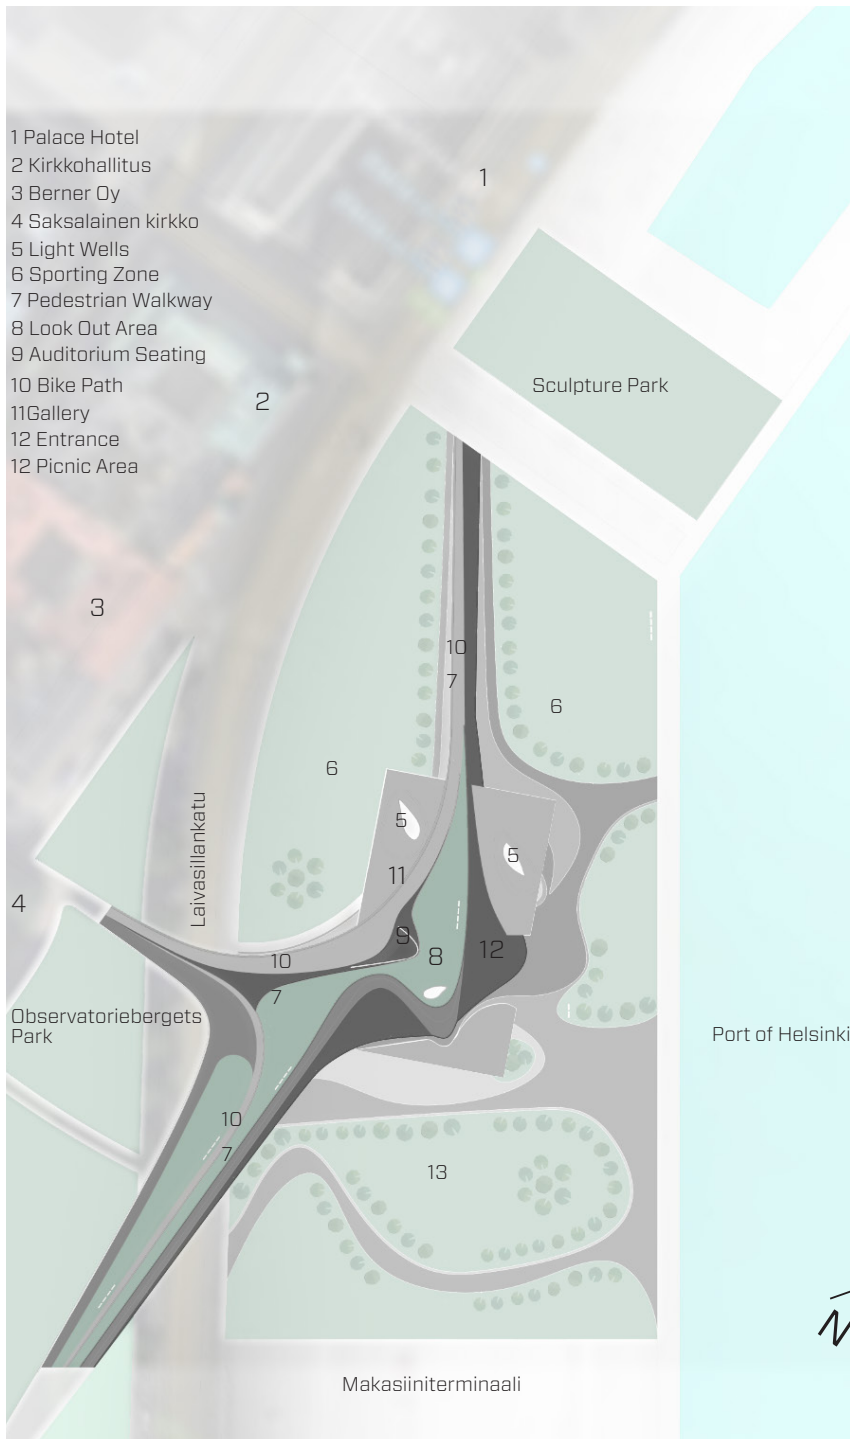 1 Palace Hotel
2 Kirkkohallitus
3 Berner Oy
4 Saksalainen kirkko
5 Light Wells
6 Sporting Zone
7 Pedestrian Walkway
8 Look Out Area
9 Auditorium Seating
10 Bike Path
11Gallery
12 Entrance
12 Picnic Area
1
Sculpture Park
2
3
10
7
6
6
5
Laivasillankatu
5
11
4
9
12
8
10
7
Observatoriebergets
Park
Port of Helsinki
10
7
13
N
Makasiiniterminaali